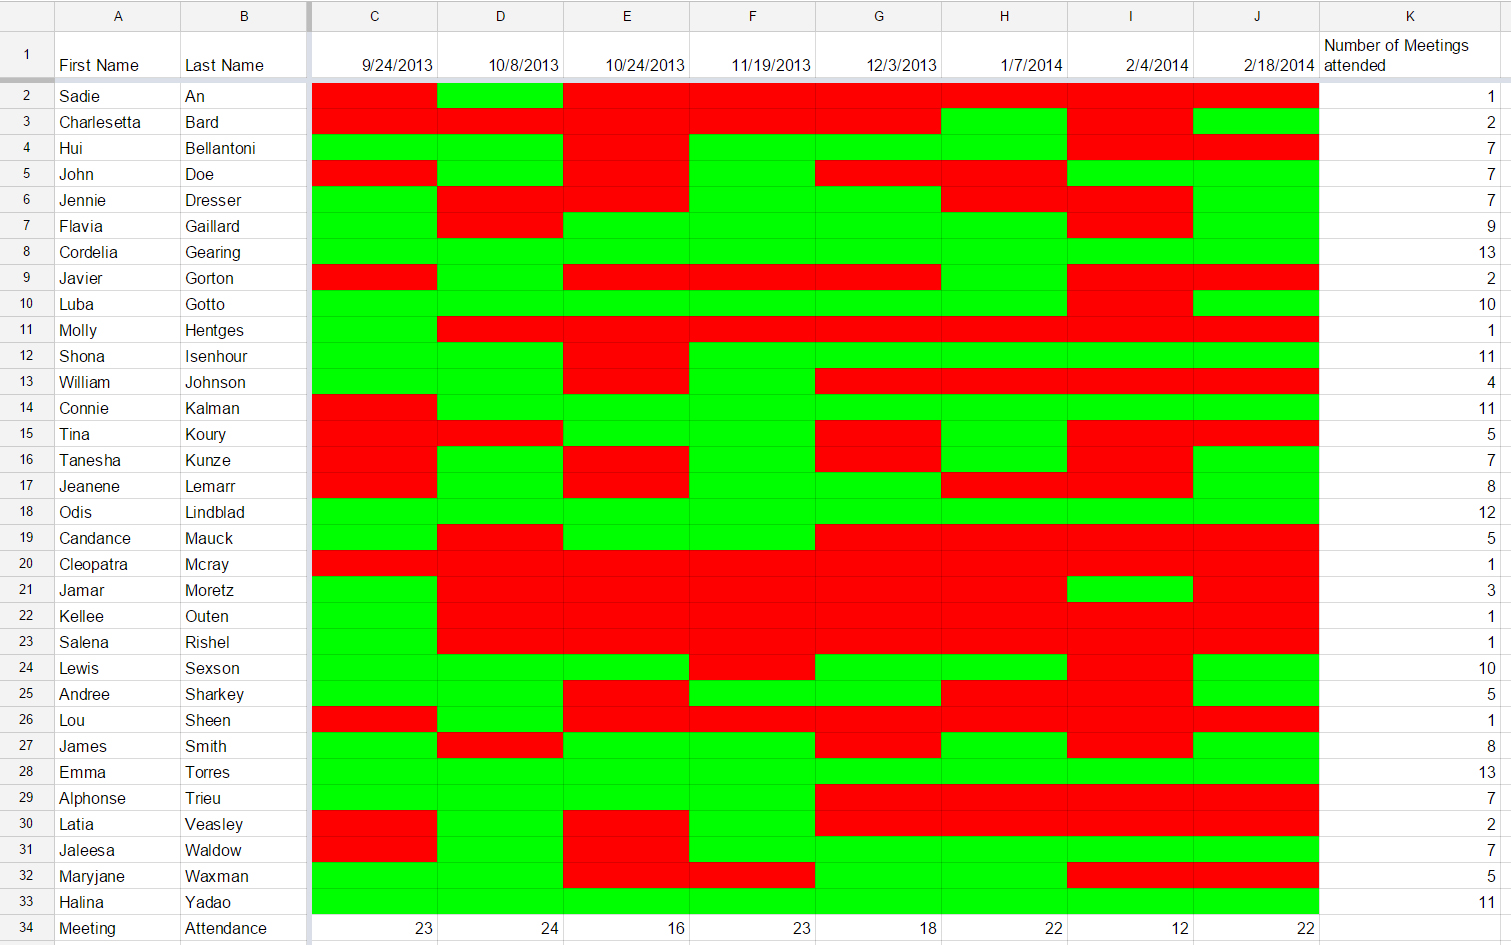 A B C D E F G H I J K
1 First Name Last Name 9/24/2013 10/8/2013 10/24/2013 11/19/2013 12/3/2013 1/7/2014 2/4/2014 2/18/2014 Number of Meetings attended
2 Sadie An 1
3 Charlesetta Bard 2
4 Hui Bellantoni 7
5 John Doe 7
6 Jennie Dresser 7
7 Flavia Gaillard 9
8 Cordelia Gearing 13
9 Javier Gorton 2
10 Luba Gotto 10
11 Molly Hentges 1
12 Shona Isenhour 11
13 William Johnson 4
14 Connie Kalman 11
15 Tina Koury 5
16 Tanesha Kunze 7
17 Jeanene Lemarr 8
18 Odis Lindblad 12
19 Candance Mauck 5
20 Cleopatra Mcray 1
21 Jamar Moretz 3
22 Kellee Outen 1
23 Salena Rishel 1
24 Lewis Sexson 10
25 Andree Sharkey 5
26 Lou Sheen 1
27 James Smith 8
28 Emma Torres 13
29 Alphonse Trieu 7
30 Latia Veasley 2
31 Jaleesa Waldow 7
32 Maryjane Waxman 5
33 Halina Yadao 11
34 Meeting Attendance 23 24 16 23 18 22 12 22